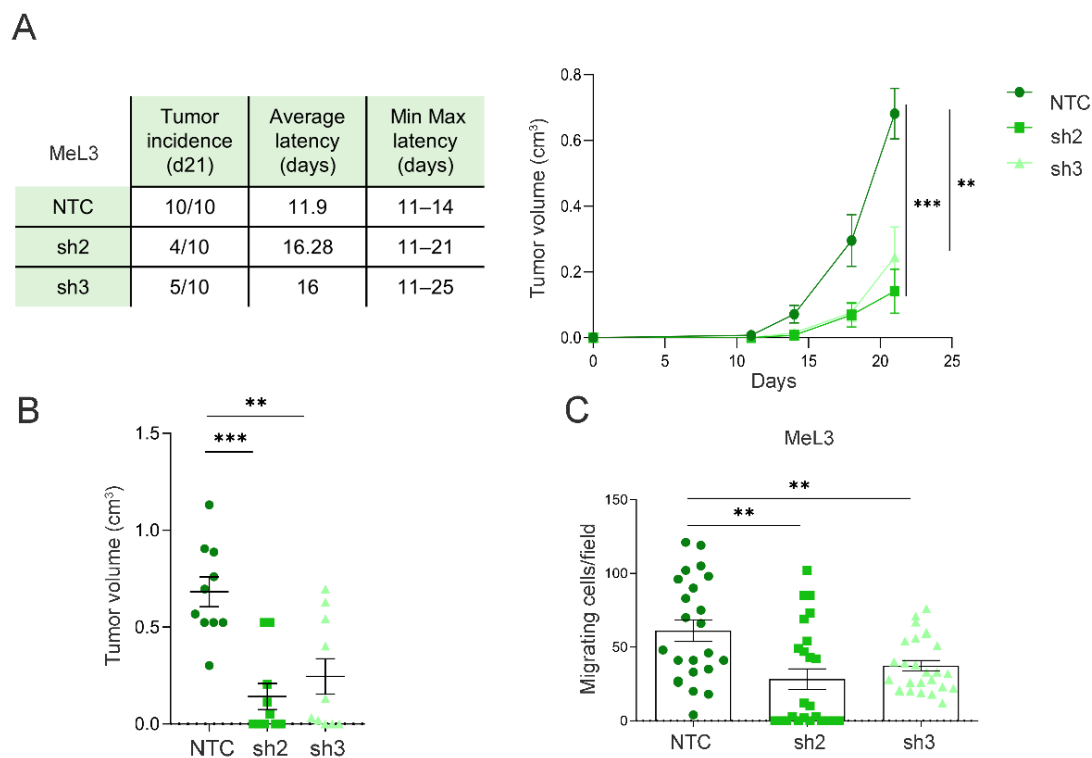 A
MeL3
Tumor
incidence
(d21)
Average
latency
(days)
Min Max
latency
(days)
NTC 10/10 11.9 11–14
sh2 4/10 16.28 11–21
sh3 5/10 16 11–25
Tumor volume (cm³)
0.8
0.6
0.4
0.2
0.0
0 5 10 15 20 25
Days
NTC
sh2
sh3
***
**
B
**
***
Tumor volume (cm³)
1.5
1.0
0.5
0.0
NTC sh2 sh3
C
MeL3
**
**
Migrating cells/field
150
100
50
0
NTC sh2 sh3